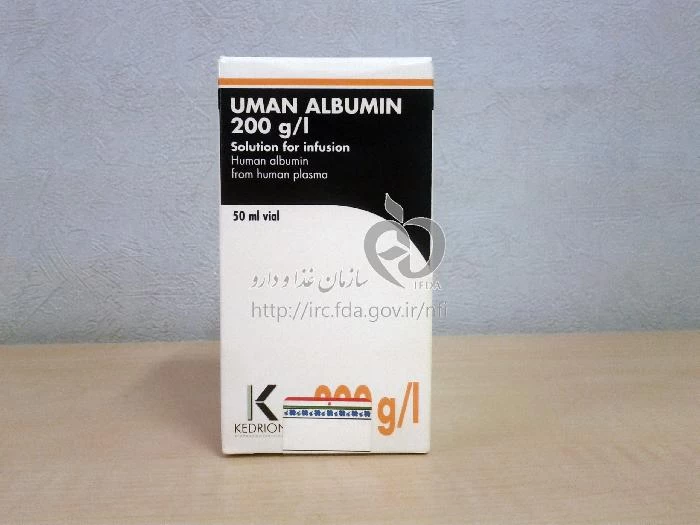 UMAN ALBUMIN
200 g/l
Solution for infusion
Human albumin
from human plasma
50 ml vial
IFDA
سازمان غذا و دارو
http://irc.fda.gov.ir/nfi
200 g/l
KEDRION